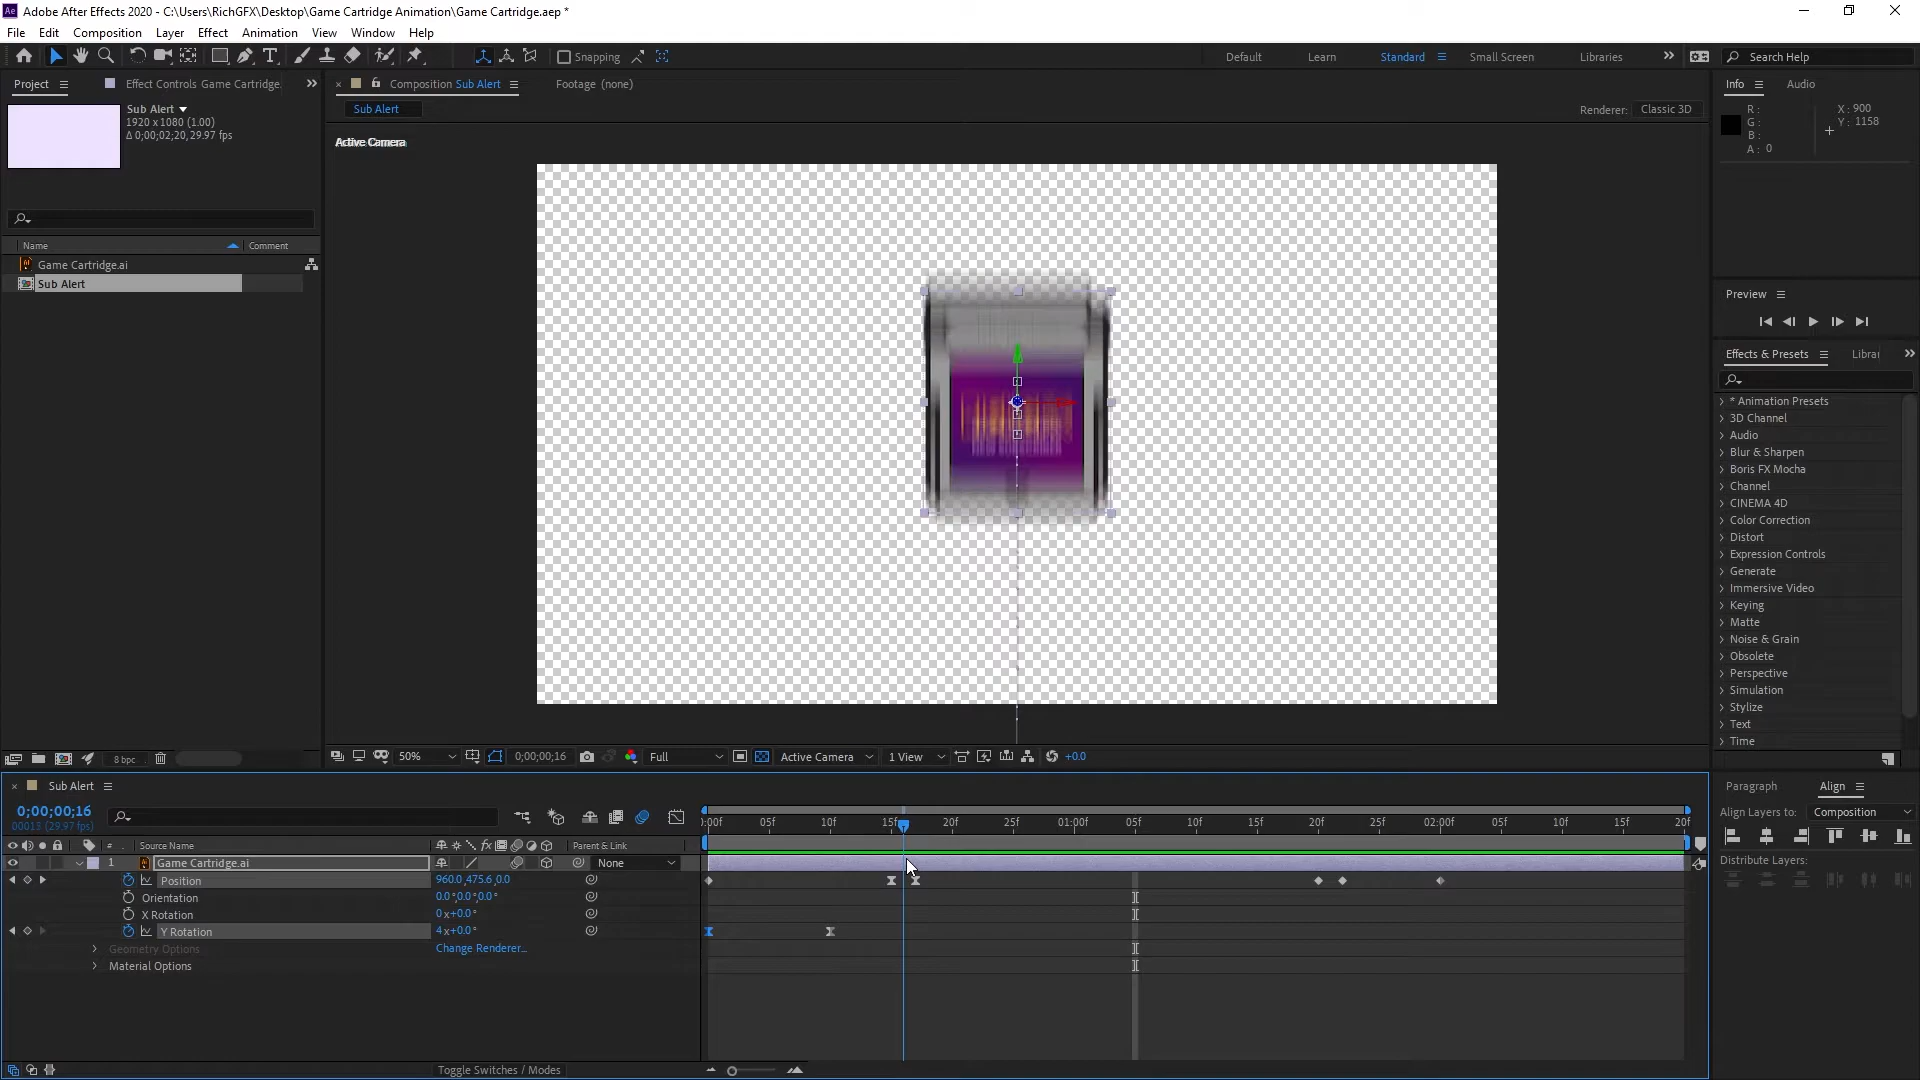 Adobe After Effects 2020 - C:\Users\RichGFX\Desktop\Game Cartridge Animation\Game Cartridge.aep *
File Edit Composition Layer Effect Animation View Window Help
Snapping
Default Learn Standard Small Screen Libraries Search Help
Project Effect Controls Game Cartridge. Composition Sub Alert Footage (none) Info Audio
Sub Alert
1920 x 1080 (1.00)
Δ 0;00;02;20, 29.97 fps
Sub Alert
Renderer: Classic 3D
R :
G :
B :
A : 0
X : 900
Y : 1158
Active Camera
Name Comment
Game Cartridge.ai
Sub Alert
Preview
Effects & Presets Librar
* Animation Presets
3D Channel
Audio
Blur & Sharpen
Boris FX Mocha
Channel
CINEMA 4D
Color Correction
Distort
Expression Controls
Generate
Immersive Video
Keying
Matte
Noise & Grain
Obsolete
Perspective
Simulation
Stylize
Text
Time
8 bpc
50% 0;00;00;16 Full Active Camera 1 View +0.0
Sub Alert
0;00;00;16
(29.97 fps)
:00f 05f 10f 15f 20f 25f 01:00f 05f 10f 15f 20f 25f 02:00f 05f 10f 15f 20f
# Source Name fx Parent & Link
1 Game Cartridge.ai None
Position 960.0,475.6,0.0
Orientation 0.0°,0.0°,0.0°
X Rotation 0x+0.0°
Y Rotation 4x+0.0°
Geometry Options Change Renderer...
Material Options
Toggle Switches / Modes
Paragraph Align
Align Layers to: Composition
Distribute Layers: